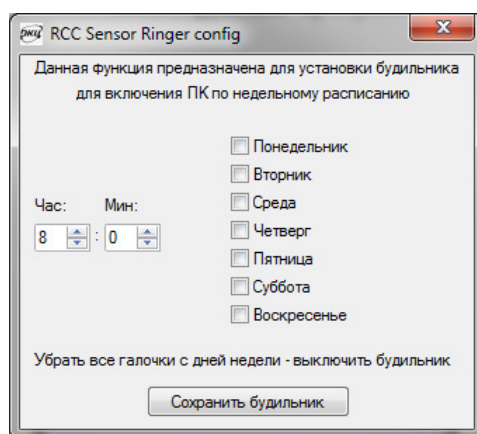 рки RCC Sensor Ringer config
Данная функция предназначена для установки будильника
для включения ПК по недельному расписанию
Понедельник
Вторник
Час: Мин: Среда
8 : 0 Четверг
Пятница
Суббота
Воскресенье
Убрать все галочки с дней недели - выключить будильник
Сохранить будильник